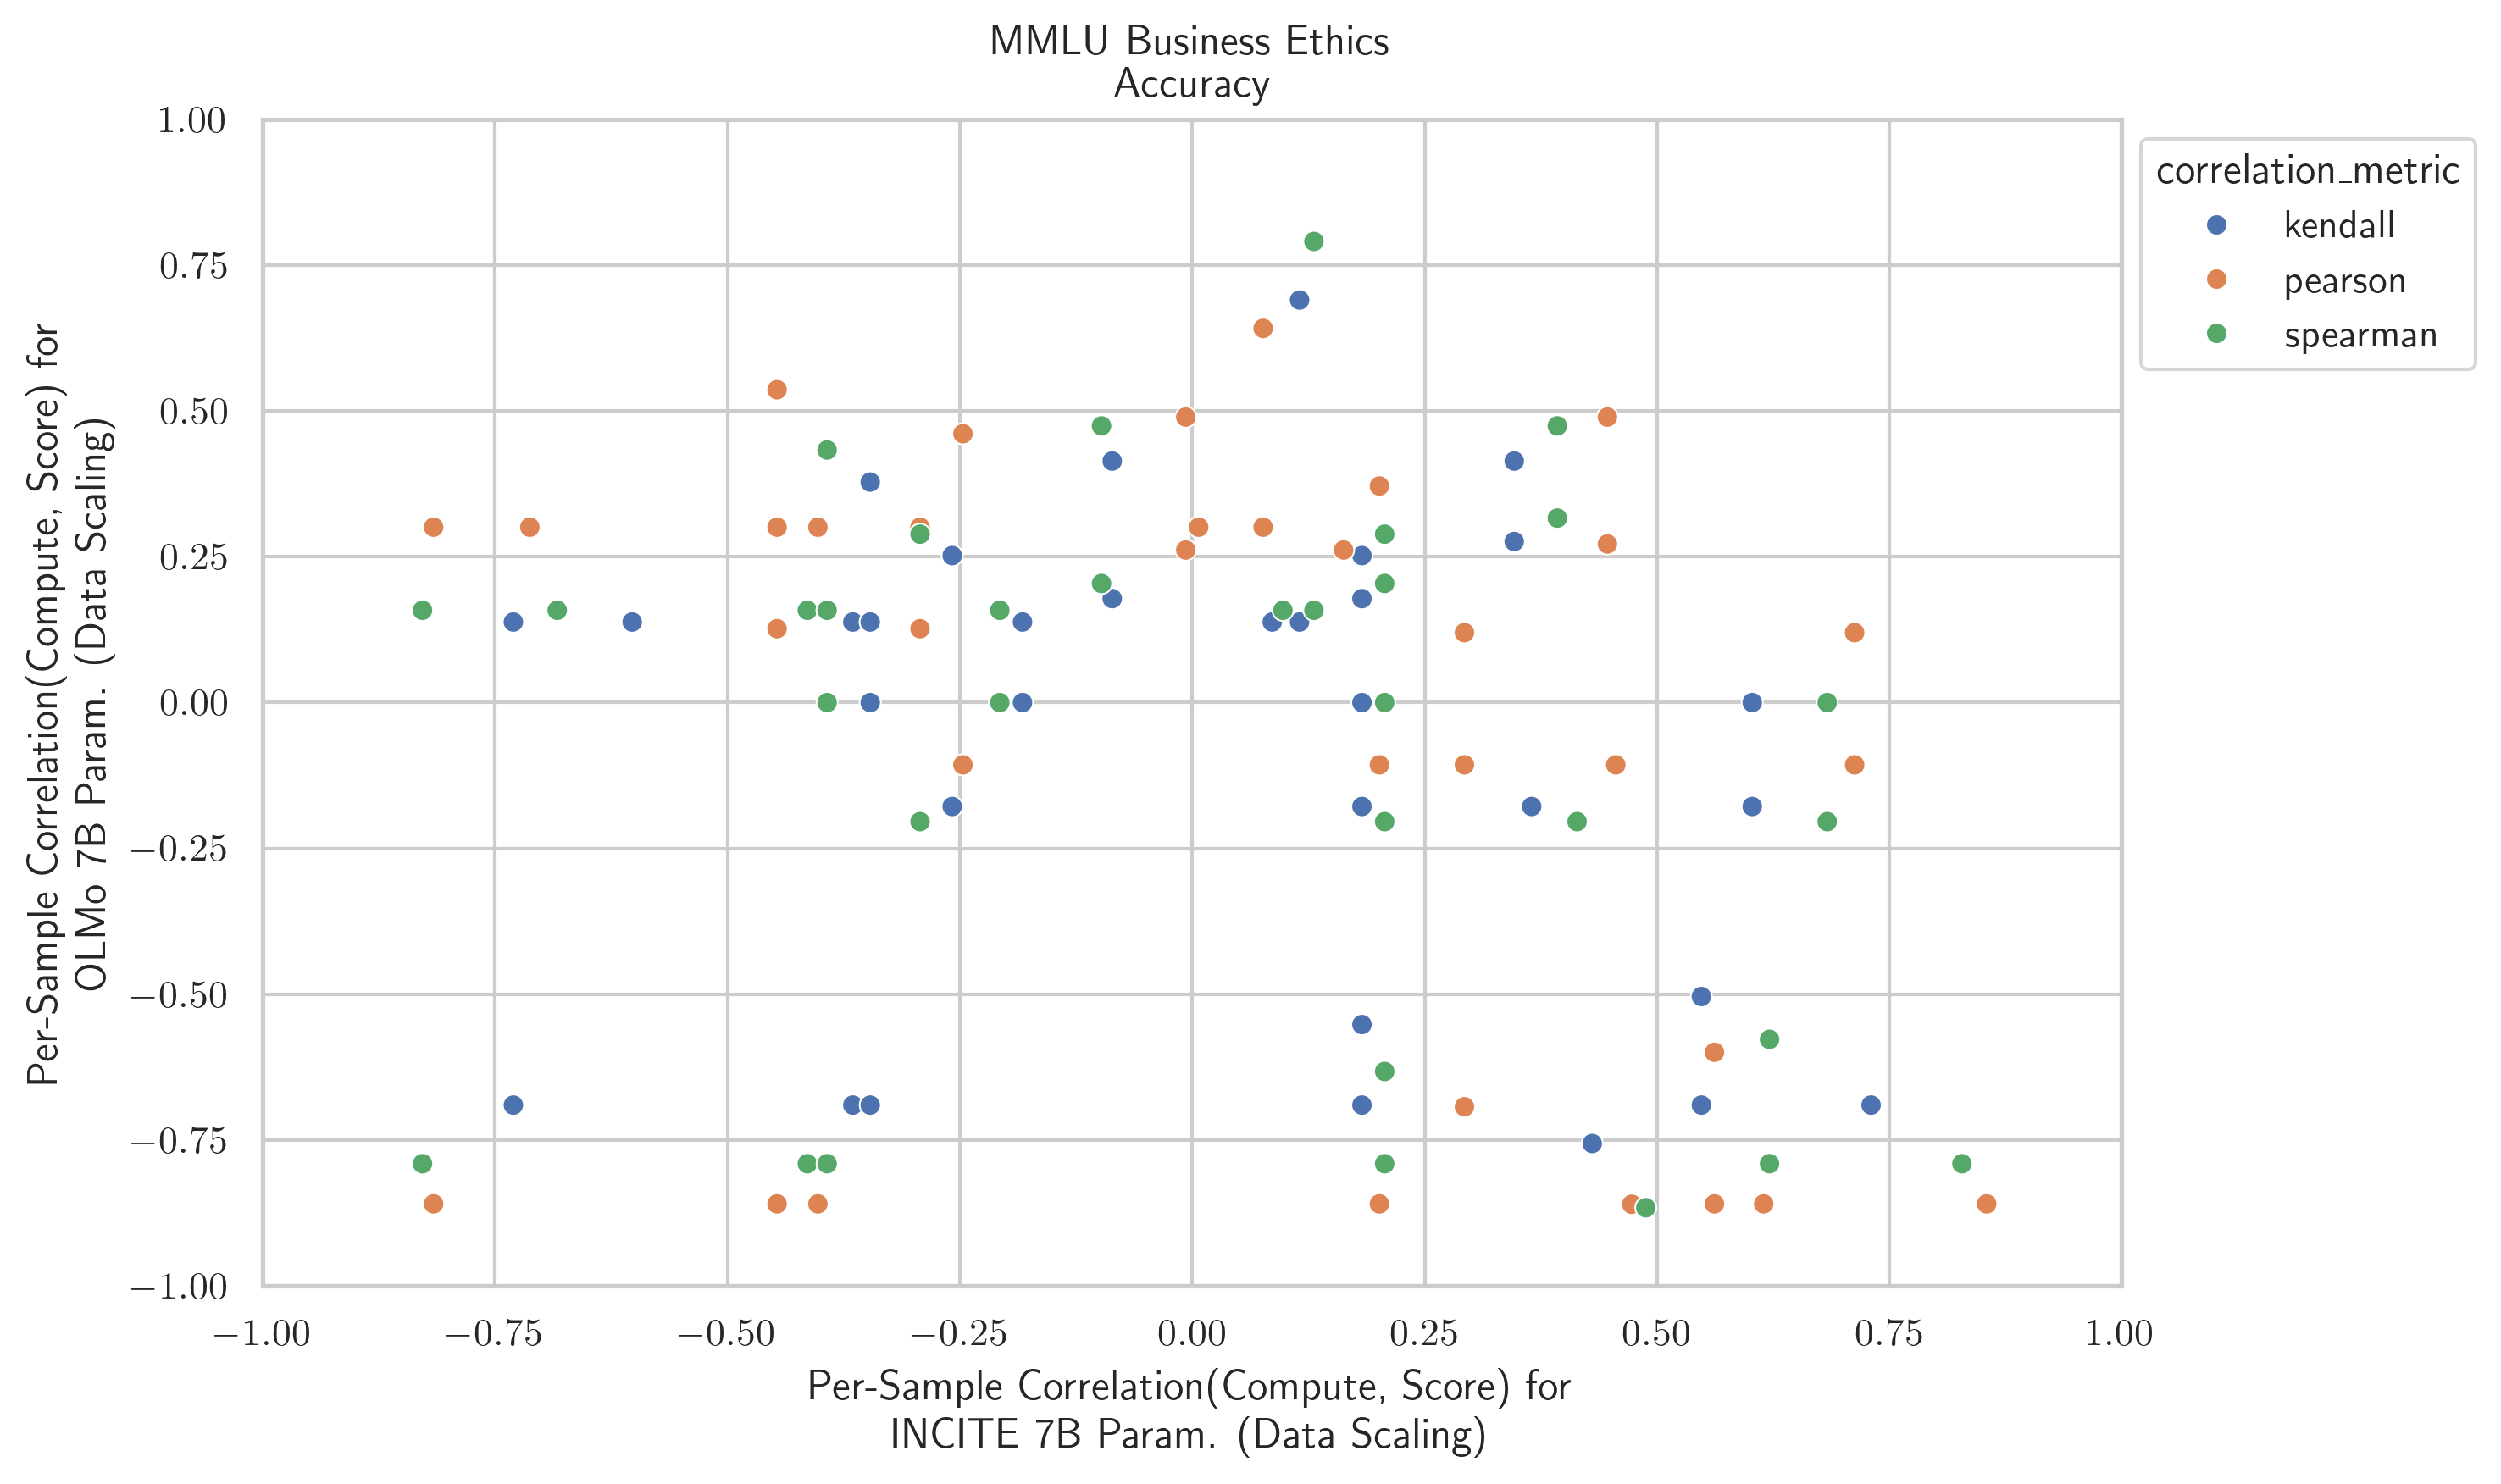 MMLU Business Ethics
Accuracy
1.00
0.75
0.50
0.25
0.00
−0.25
−0.50
−0.75
−1.00
Per-Sample Correlation(Compute, Score) for
OLMo 7B Param. (Data Scaling)
−1.00 −0.75 −0.50 −0.25 0.00 0.25 0.50 0.75 1.00
Per-Sample Correlation(Compute, Score) for
INCITE 7B Param. (Data Scaling)
correlation_metric
kendall
pearson
spearman